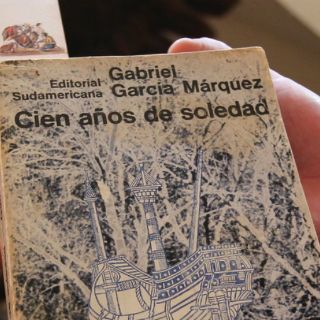 Editorial Gabriel
Sudamericana García Márquez
Cien años de soledad